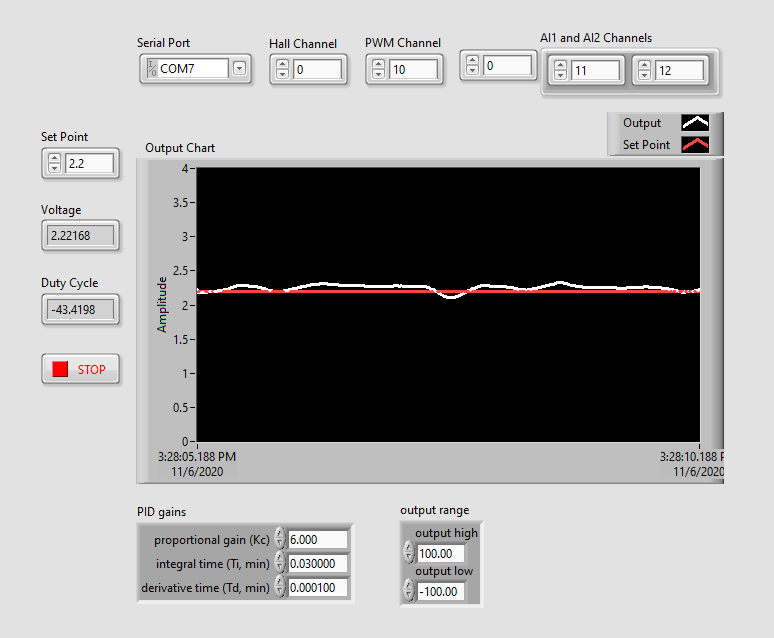 Serial Port
Hall Channel
PWM Channel
AI1 and AI2 Channels
COM7
0
10
0
11
12
Output
Set Point
Set Point
2.2
Voltage
2.22168
Duty Cycle
-43.4198
STOP
Output Chart
Amplitude
4
3.5
3
2.5
2
1.5
1
0.5
0
3:28:05.188 PM
11/6/2020
3:28:10.188 P
11/6/2020
PID gains
proportional gain (Kc) 6.000
integral time (Ti, min) 0.030000
derivative time (Td, min) 0.000100
output range
output high
100.00
output low
-100.00